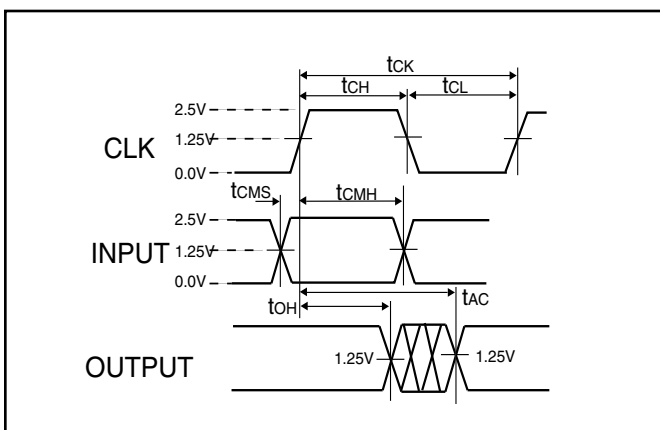 tCK
tCH tCL
2.5V
1.25V
CLK
0.0V
tCMS tCMH
2.5V
INPUT 1.25V
0.0V
tAC
tOH
1.25V 1.25V
OUTPUT